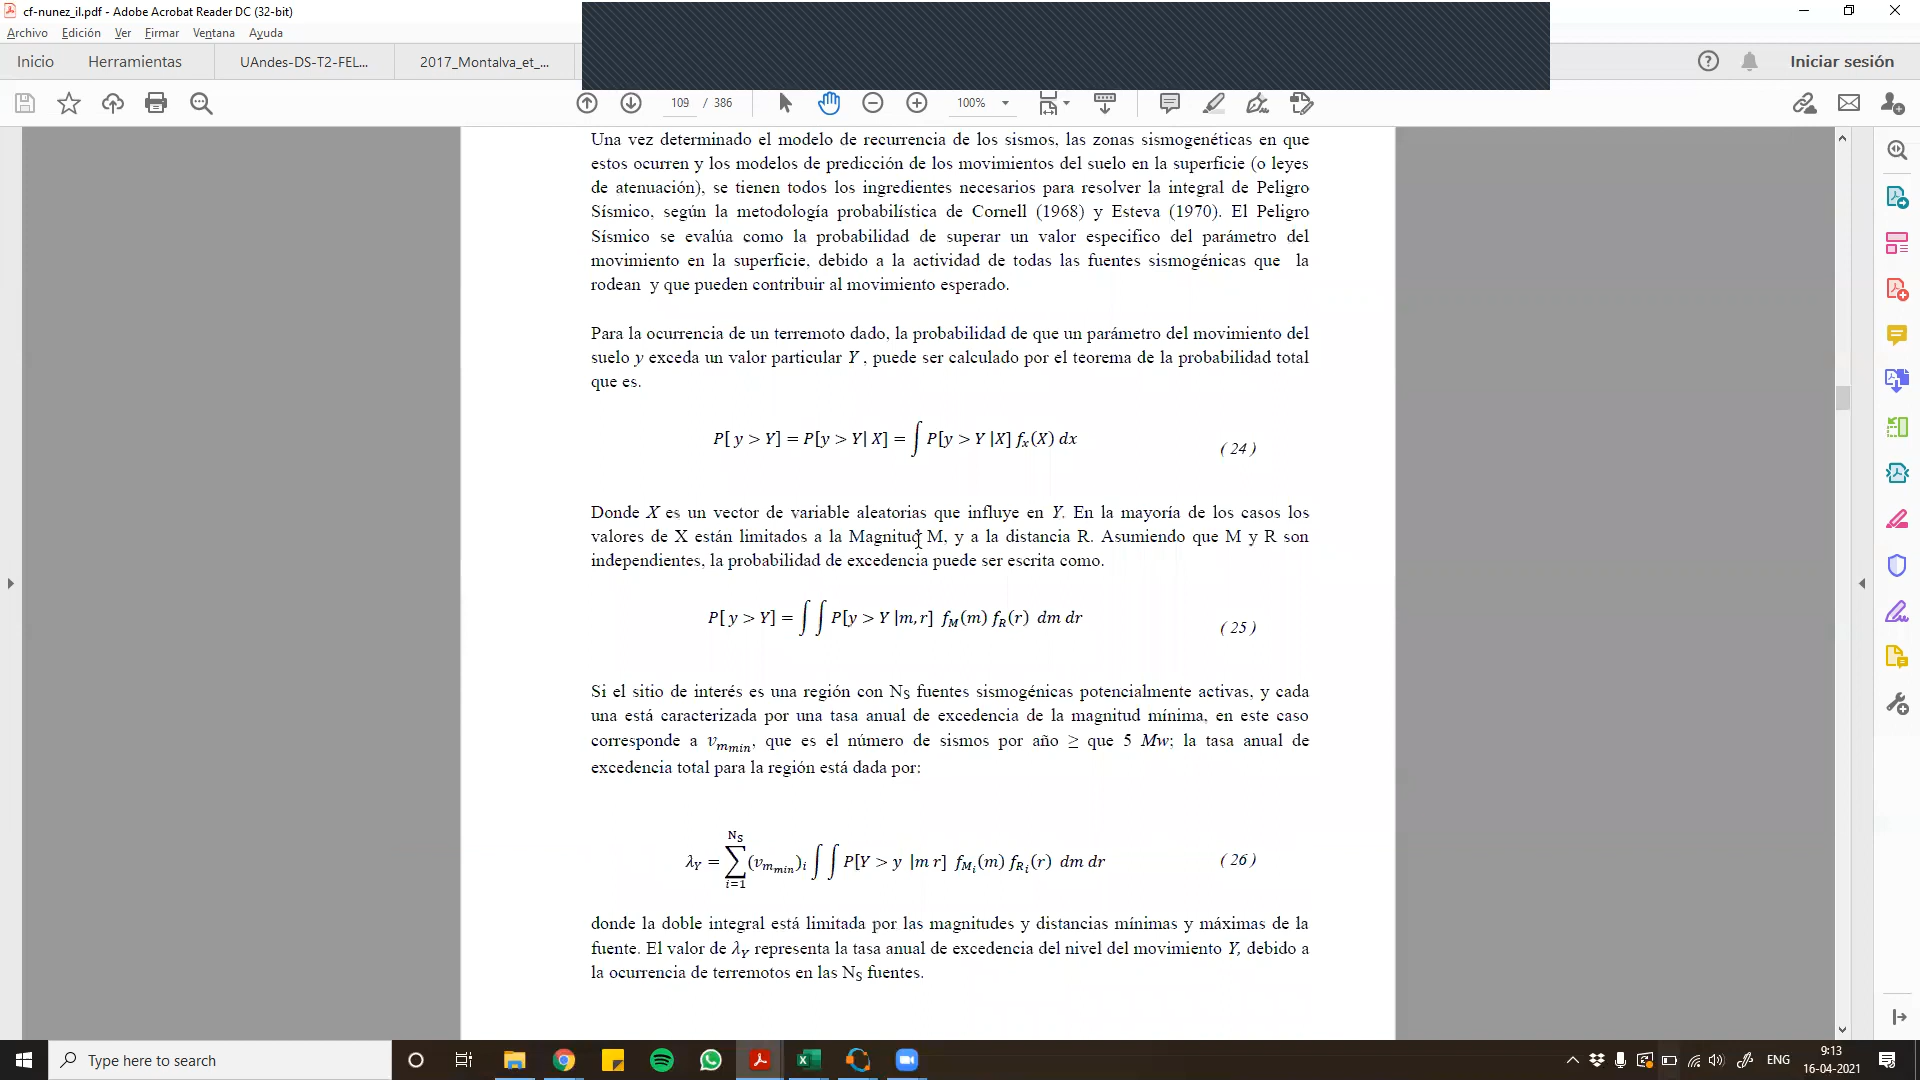 cf-nunez_il.pdf - Adobe Acrobat Reader DC (32-bit)
Archivo Edición Ver Firmar Ventana Ayuda
Inicio Herramientas UAndes-DS-T2-FEL... 2017_Montalva_et_... Iniciar sesión
109 / 386 100%
Una vez determinado el modelo de recurrencia de los sismos, las zonas sismogenéticas en que
estos ocurren y los modelos de predicción de los movimientos del suelo en la superficie (o leyes
de atenuación), se tienen todos los ingredientes necesarios para resolver la integral de Peligro
Sísmico, según la metodología probabilística de Cornell (1968) y Esteva (1970). El Peligro
Sísmico se evalúa como la probabilidad de superar un valor especifico del parámetro del
movimiento en la superficie, debido a la actividad de todas las fuentes sismogénicas que la
rodean y que pueden contribuir al movimiento esperado.
Para la ocurrencia de un terremoto dado, la probabilidad de que un parámetro del movimiento del
suelo y exceda un valor particular Y , puede ser calculado por el teorema de la probabilidad total
que es.
P[ y > Y] = P[y > Y| X] = ∫ P[y > Y |X] fₓ(X) dx ( 24 )
Donde X es un vector de variable aleatorias que influye en Y. En la mayoría de los casos los
valores de X están limitados a la Magnitud M, y a la distancia R. Asumiendo que M y R son
independientes, la probabilidad de excedencia puede ser escrita como.
P[ y > Y] = ∫ ∫ P[y > Y |m, r] f_M(m) f_R(r) dm dr ( 25 )
Si el sitio de interés es una región con N_S fuentes sismogénicas potencialmente activas, y cada
una está caracterizada por una tasa anual de excedencia de la magnitud mínima, en este caso
corresponde a v_{m_{min}}, que es el número de sismos por año ≥ que 5 Mw; la tasa anual de
excedencia total para la región está dada por:
λ_Y = ∑_{i=1}^{N_S} (v_{m_{min}})_i ∫ ∫ P[Y > y |m r] f_{M_i}(m) f_{R_i}(r) dm dr ( 26 )
donde la doble integral está limitada por las magnitudes y distancias mínimas y máximas de la
fuente. El valor de λ_Y representa la tasa anual de excedencia del nivel del movimiento Y, debido a
la ocurrencia de terremotos en las N_S fuentes.
Type here to search
ENG
9:13
16-04-2021